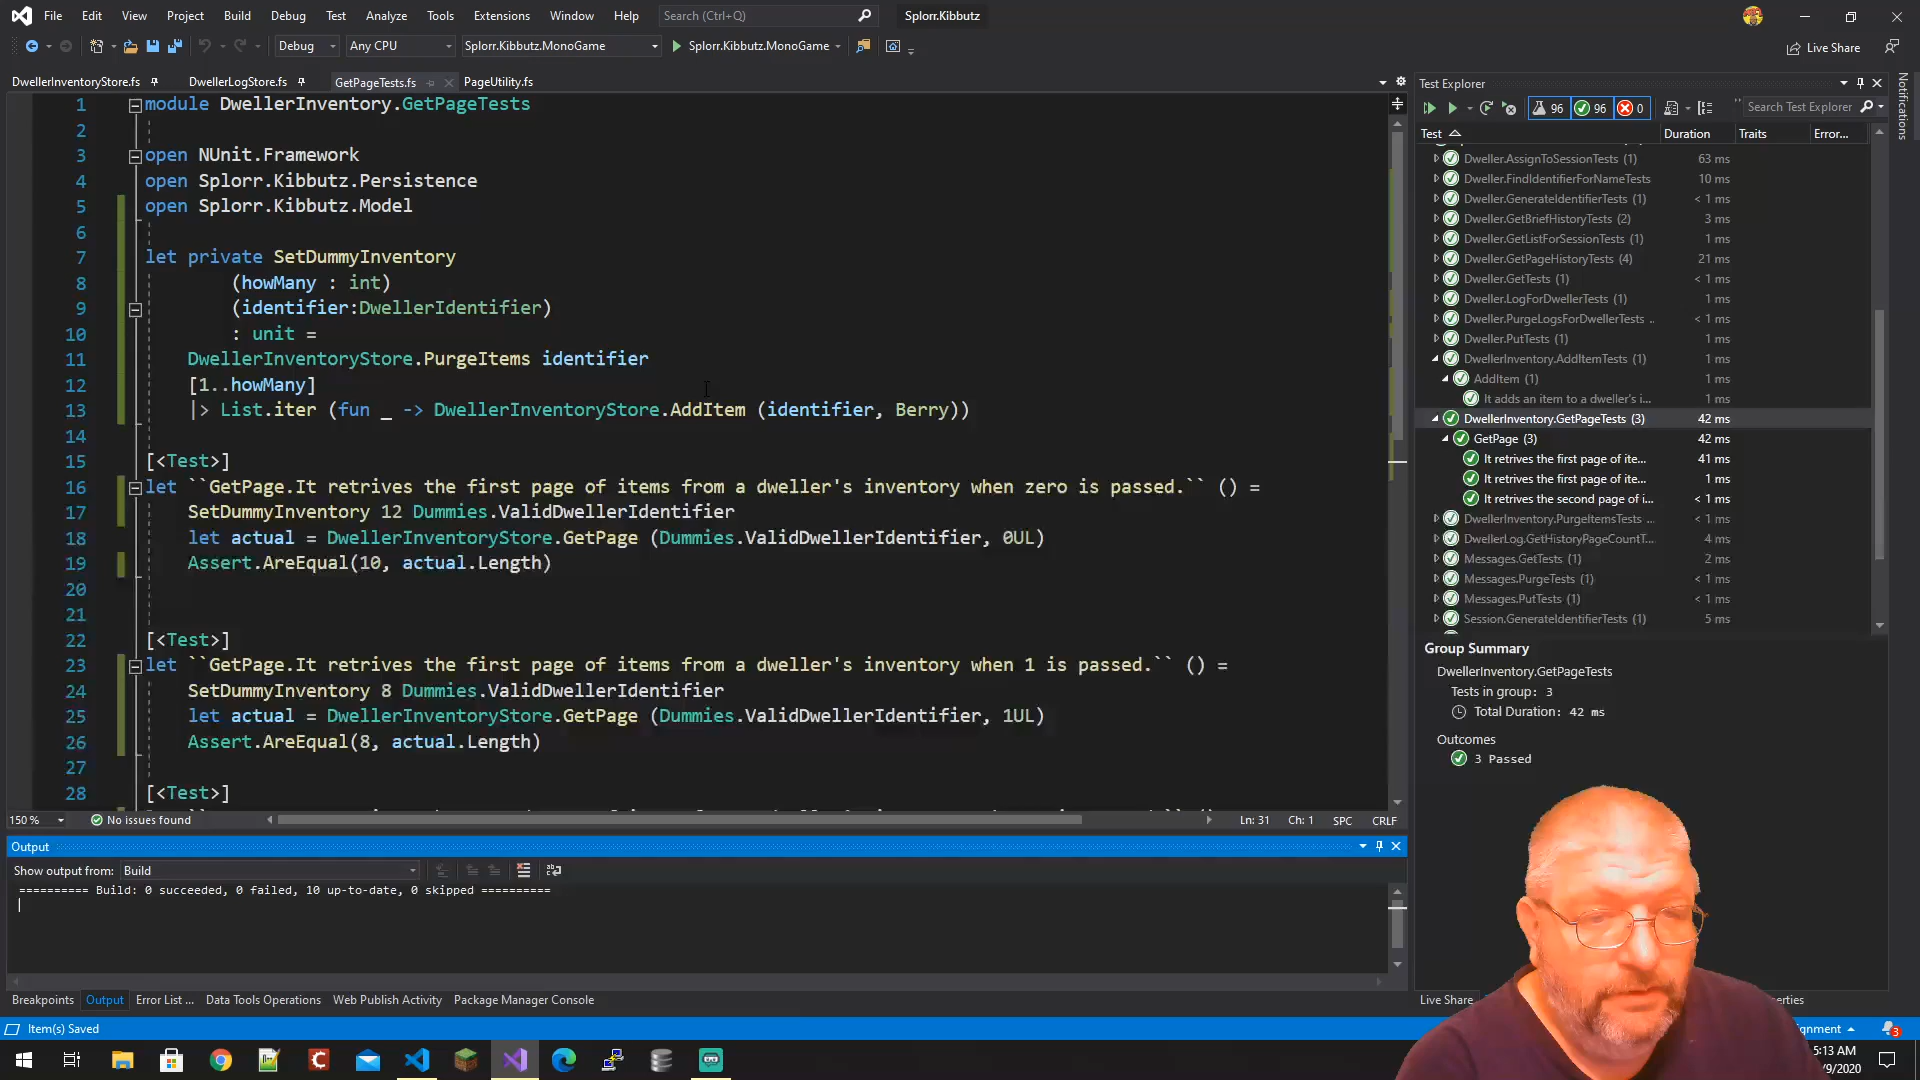 File Edit View Project Build Debug Test Analyze Tools Extensions Window Help Search (Ctrl+Q) Splorr.Kibbutz
Debug Any CPU Splorr.Kibbutz.MonoGame Splorr.Kibbutz.MonoGame Live Share
DwellerInventoryStore.fs DwellerLogStore.fs GetPageTests.fs PageUtility.fs
1 module DwellerInventory.GetPageTests
2
3 open NUnit.Framework
4 open Splorr.Kibbutz.Persistence
5 open Splorr.Kibbutz.Model
6
7 let private SetDummyInventory
8 (howMany : int)
9 (identifier:DwellerIdentifier)
10 : unit =
11 DwellerInventoryStore.PurgeItems identifier
12 [1..howMany]
13 |> List.iter (fun _ -> DwellerInventoryStore.AddItem (identifier, Berry))
14
15 [<Test>]
16 let ``GetPage.It retrives the first page of items from a dweller's inventory when zero is passed.`` () =
17 SetDummyInventory 12 Dummies.ValidDwellerIdentifier
18 let actual = DwellerInventoryStore.GetPage (Dummies.ValidDwellerIdentifier, 0UL)
19 Assert.AreEqual(10, actual.Length)
20
21
22 [<Test>]
23 let ``GetPage.It retrives the first page of items from a dweller's inventory when 1 is passed.`` () =
24 SetDummyInventory 8 Dummies.ValidDwellerIdentifier
25 let actual = DwellerInventoryStore.GetPage (Dummies.ValidDwellerIdentifier, 1UL)
26 Assert.AreEqual(8, actual.Length)
27
28 [<Test>]
150 % No issues found Ln: 31 Ch: 1 SPC CRLF
Output
Show output from: Build
========== Build: 0 succeeded, 0 failed, 10 up-to-date, 0 skipped ==========
Breakpoints Output Error List ... Data Tools Operations Web Publish Activity Package Manager Console
Item(s) Saved
Test Explorer
96 96 0 Search Test Explorer
Test Duration Traits Error...
Dweller.AssignToSessionTests (1) 63 ms
Dweller.FindIdentifierForNameTests 10 ms
Dweller.GenerateIdentifierTests (1) < 1 ms
Dweller.GetBriefHistoryTests (2) 3 ms
Dweller.GetListForSessionTests (1) 1 ms
Dweller.GetPageHistoryTests (4) 21 ms
Dweller.GetTests (1) < 1 ms
Dweller.LogForDwellerTests (1) 1 ms
Dweller.PurgeLogsForDwellerTests .. < 1 ms
Dweller.PutTests (1) < 1 ms
DwellerInventory.AddItemTests (1) 1 ms
AddItem (1) 1 ms
It adds an item to a dweller's i... < 1 ms
DwellerInventory.GetPageTests (3) 42 ms
GetPage (3) 42 ms
It retrives the first page of ite... 41 ms
It retrives the first page of ite... 1 ms
It retrives the second page of i... < 1 ms
DwellerInventory.PurgeItemsTests ... < 1 ms
DwellerLog.GetHistoryPageCountT... 4 ms
Messages.GetTests (1) 2 ms
Messages.PurgeTests (1) < 1 ms
Messages.PutTests (1) < 1 ms
Session.GenerateIdentifierTests (1) 5 ms
Group Summary
DwellerInventory.GetPageTests
Tests in group: 3
Total Duration: 42 ms
Outcomes
3 Passed
Live Share
Notifications
3
5:13 AM
/9/2020